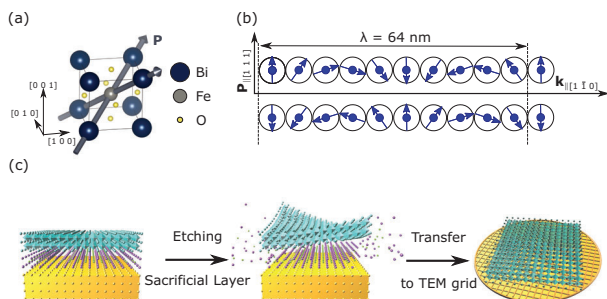 (a)
P
[0 0 1]
[0 1 0]
[1 0 0]
Bi
Fe
O
(b)
λ = 64 nm
P∥[1 1 1]
k∥[1 1̄ 0]
(c)
Etching
Sacrificial Layer
Transfer
to TEM grid